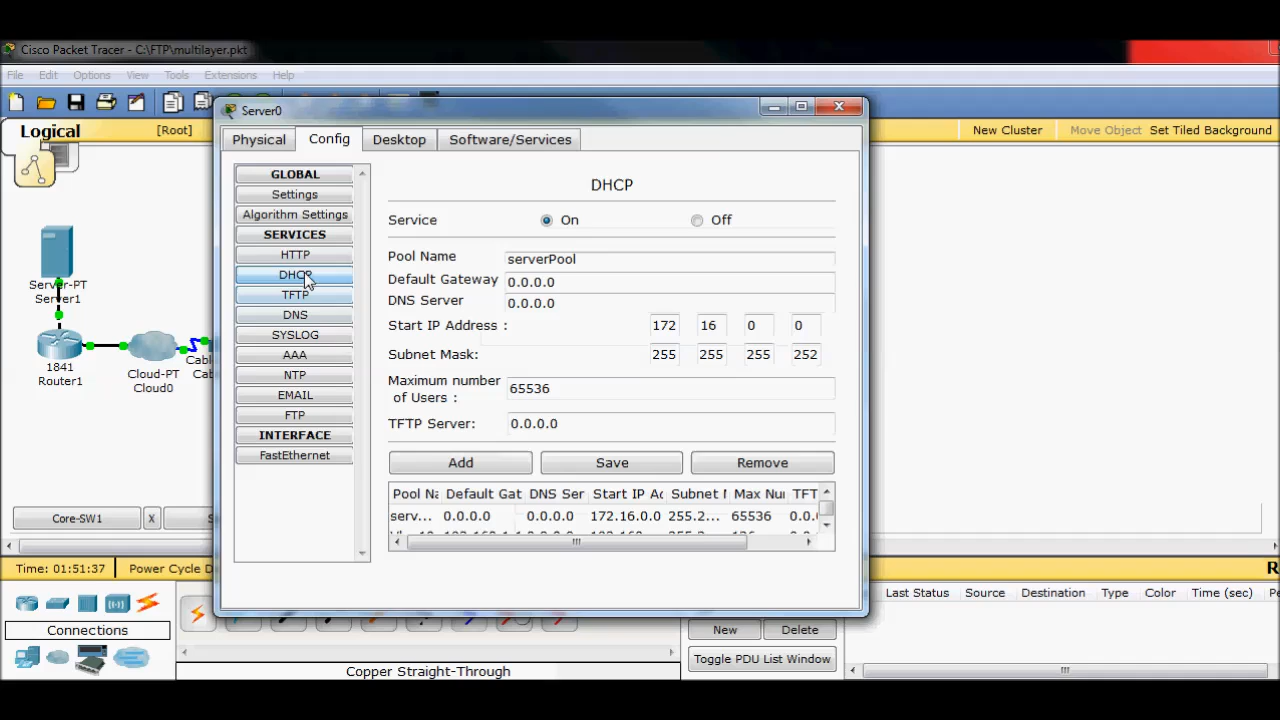 Cisco Packet Tracer - C:\FTP\multilayer.pkt
File Edit Options View Tools Extensions Help
Server0
Logical [Root] New Cluster Move Object Set Tiled Background
Physical Config Desktop Software/Services
GLOBAL
Settings
Algorithm Settings
SERVICES
HTTP
DHCP
TFTP
DNS
SYSLOG
AAA
NTP
EMAIL
FTP
INTERFACE
FastEthernet
DHCP
Service On Off
Pool Name serverPool
Default Gateway 0.0.0.0
DNS Server 0.0.0.0
Start IP Address : 172 16 0 0
Subnet Mask: 255 255 255 252
Maximum number
of Users : 65536
TFTP Server: 0.0.0.0
Add Save Remove
Pool Na Default Gat DNS Ser Start IP Ac Subnet Max Nu TFT
serv... 0.0.0.0 0.0.0.0 172.16.0.0 255.2... 65536 0.0.
Server-PT
Server1
1841
Router1
Cloud-PT
Cloud0
Cabl
Cab
Core-SW1 X S
Time: 01:51:37 Power Cycle D R
Last Status Source Destination Type Color Time (sec) Pe
Connections
New Delete
Toggle PDU List Window
Copper Straight-Through